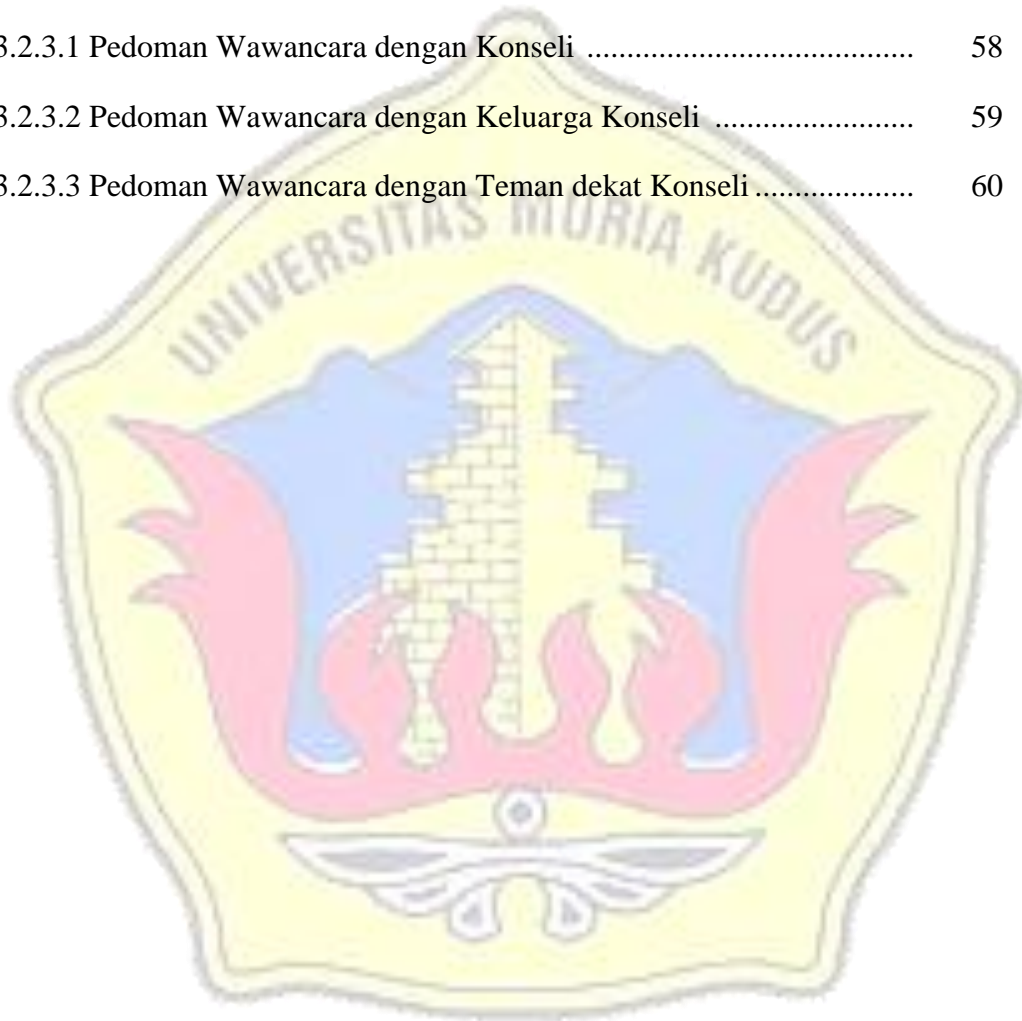 3.2.3.1 Pedoman Wawancara dengan Konseli ........................................ 58
3.2.3.2 Pedoman Wawancara dengan Keluarga Konseli ........................ 59
3.2.3.3 Pedoman Wawancara dengan Teman dekat Konseli ................... 60
UNIVERSITAS MURIA KUDUS